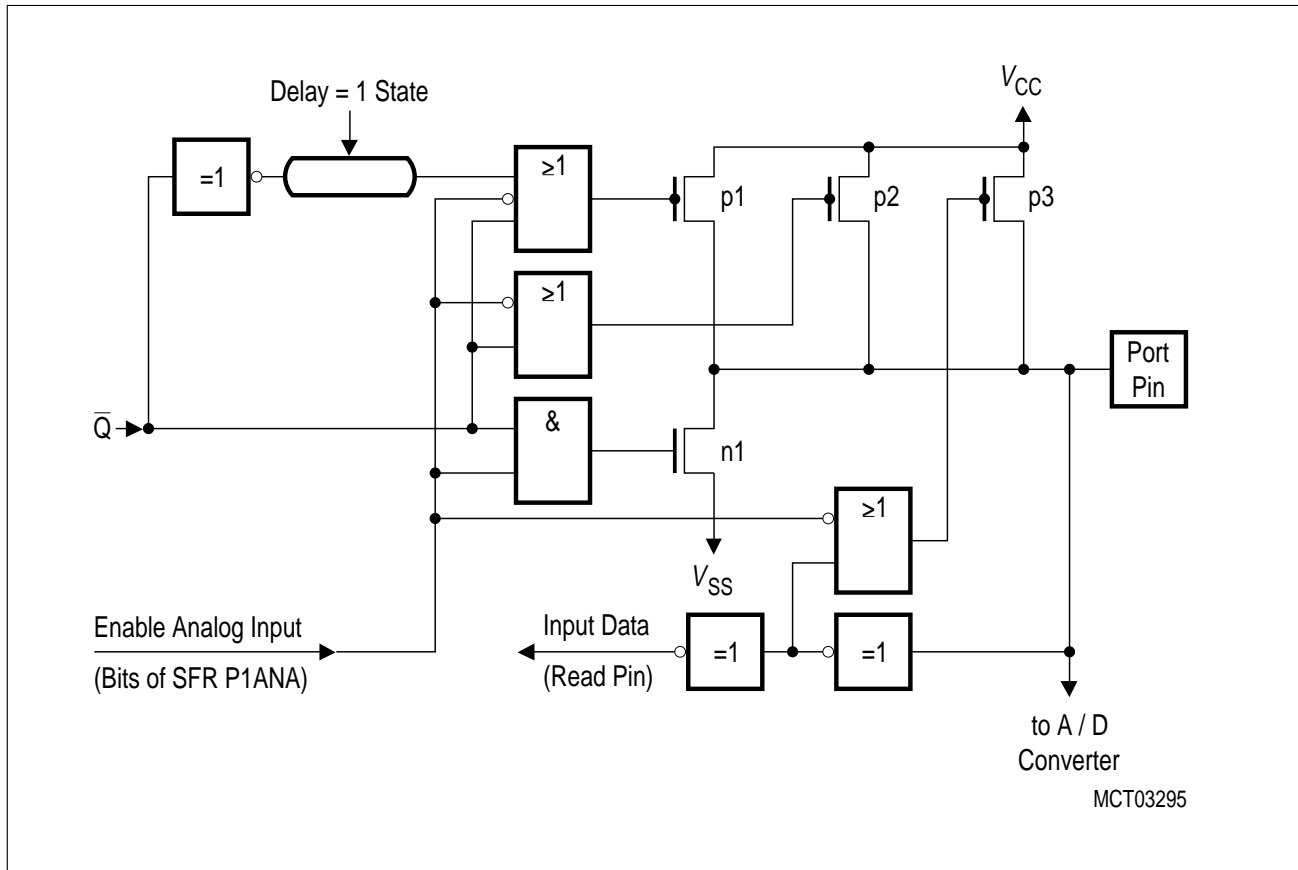 Delay = 1 State
V_CC
=1
≥1
p1
p2
p3
≥1
Port
Pin
Q̅
&
n1
≥1
V_SS
Enable Analog Input
(Bits of SFR P1ANA)
Input Data
(Read Pin)
=1
=1
to A / D
Converter
MCT03295